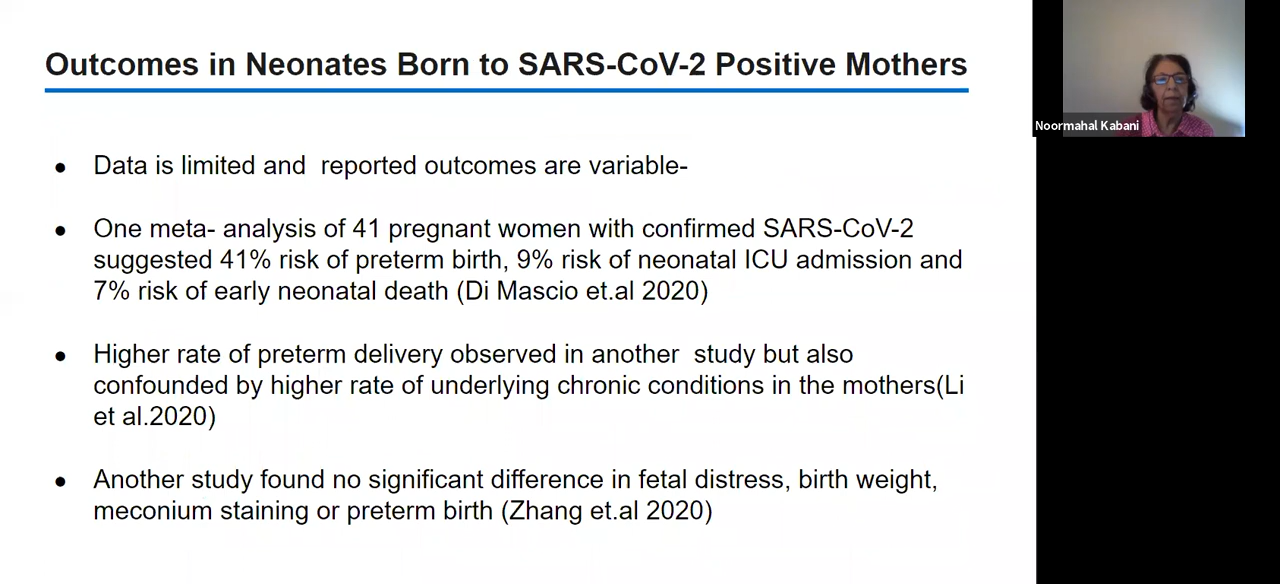 Outcomes in Neonates Born to SARS-CoV-2 Positive Mothers
Noormahal Kabani
● Data is limited and  reported outcomes are variable-
● One meta- analysis of 41 pregnant women with confirmed SARS-CoV-2
suggested 41% risk of preterm birth, 9% risk of neonatal ICU admission and
7% risk of early neonatal death (Di Mascio et.al 2020)
● Higher rate of preterm delivery observed in another  study but also
confounded by higher rate of underlying chronic conditions in the mothers(Li
et al.2020)
● Another study found no significant difference in fetal distress, birth weight,
meconium staining or preterm birth (Zhang et.al 2020)